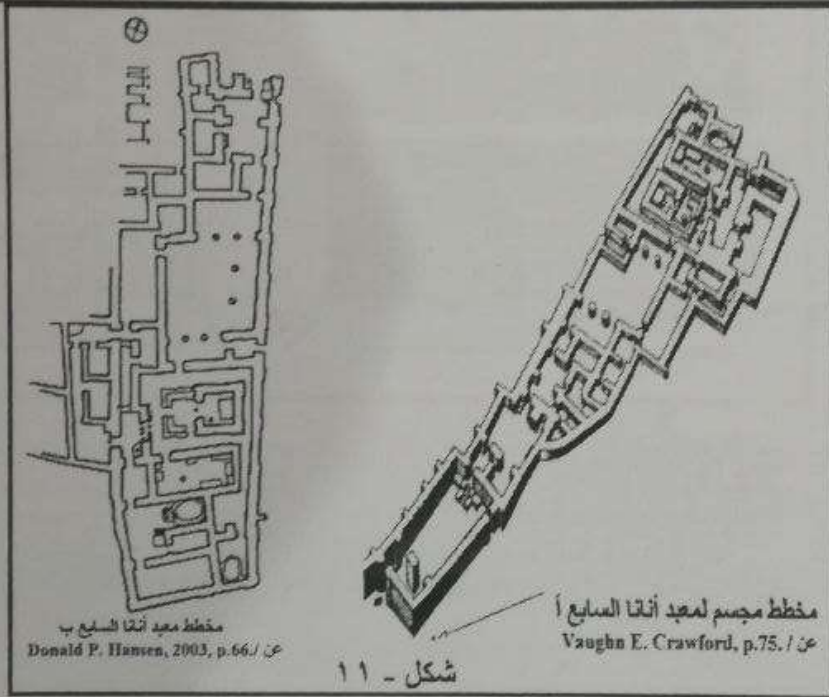 مخطط مجسم لمعبد أنانا السابع أ
عن / Vaughn E. Crawford, p.75.
مخطط معبد أنانا السابع ب
عن / Donald P. Hansen, 2003, p.66.
شكل - ١١